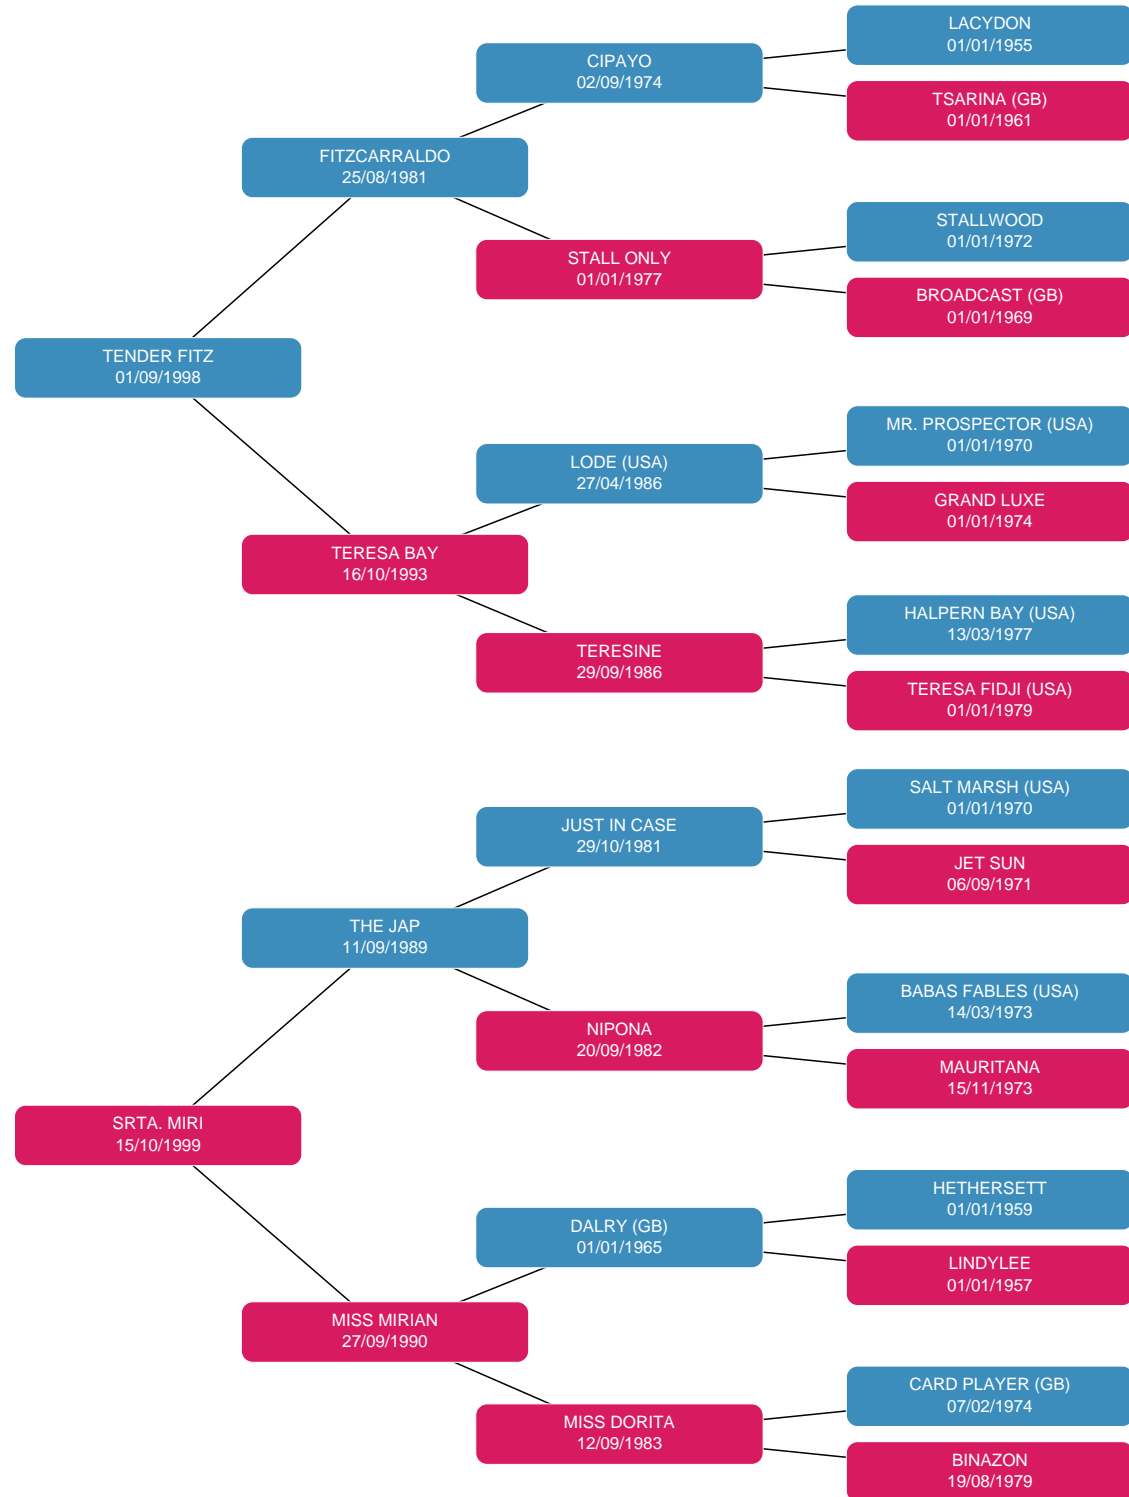 LACYDON
01/01/1955
CIPAYO
02/09/1974
TSARINA (GB)
01/01/1961
FITZCARRALDO
25/08/1981
STALLWOOD
01/01/1972
STALL ONLY
01/01/1977
BROADCAST (GB)
01/01/1969
TENDER FITZ
01/09/1998
MR. PROSPECTOR (USA)
01/01/1970
LODE (USA)
27/04/1986
GRAND LUXE
01/01/1974
TERESA BAY
16/10/1993
HALPERN BAY (USA)
13/03/1977
TERESINE
29/09/1986
TERESA FIDJI (USA)
01/01/1979
SALT MARSH (USA)
01/01/1970
JUST IN CASE
29/10/1981
JET SUN
06/09/1971
THE JAP
11/09/1989
BABAS FABLES (USA)
14/03/1973
NIPONA
20/09/1982
MAURITANA
15/11/1973
SRTA. MIRI
15/10/1999
HETHERSETT
01/01/1959
DALRY (GB)
01/01/1965
LINDYLEE
01/01/1957
MISS MIRIAN
27/09/1990
CARD PLAYER (GB)
07/02/1974
MISS DORITA
12/09/1983
BINAZON
19/08/1979